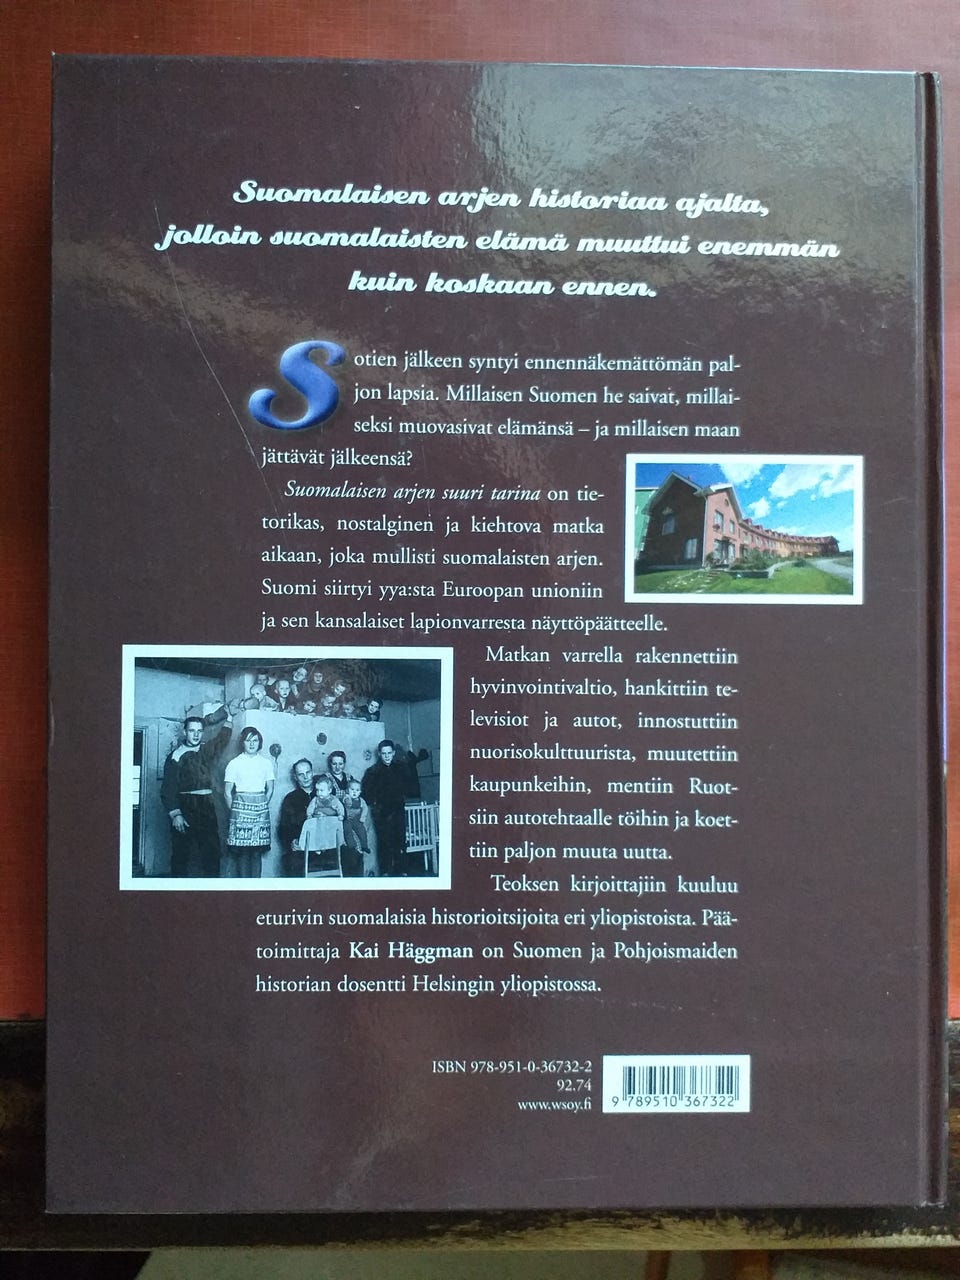 Suomalaisen arjen historiaa ajalta,
jolloin suomalaisten elämä muuttui enemmän
kuin koskaan ennen.
Sotien jälkeen syntyi ennennäkemättömän pal-
jon lapsia. Millaisen Suomen he saivat, millai-
seksi muovasivat elämänsä – ja millaisen maan
jättävät jälkeensä?
Suomalaisen arjen suuri tarina on tie-
torikas, nostalginen ja kiehtova matka
aikaan, joka mullisti suomalaisten arjen.
Suomi siirtyi yya:sta Euroopan unioniin
ja sen kansalaiset lapionvarresta näyttöpäätteelle.
Matkan varrella rakennettiin
hyvinvointivaltio, hankittiin te-
levisiot ja autot, innostuttiin
nuorisokulttuurista, muutettiin
kaupunkeihin, mentiin Ruot-
siin autotehtaalle töihin ja koet-
tiin paljon muuta uutta.
Teoksen kirjoittajiin kuuluu
eturivin suomalaisia historioitsijoita eri yliopistoista. Pää-
toimittaja Kai Häggman on Suomen ja Pohjoismaiden
historian dosentti Helsingin yliopistossa.
ISBN 978-951-0-36732-2
92.74
www.wsoy.fi
9 789510 367322